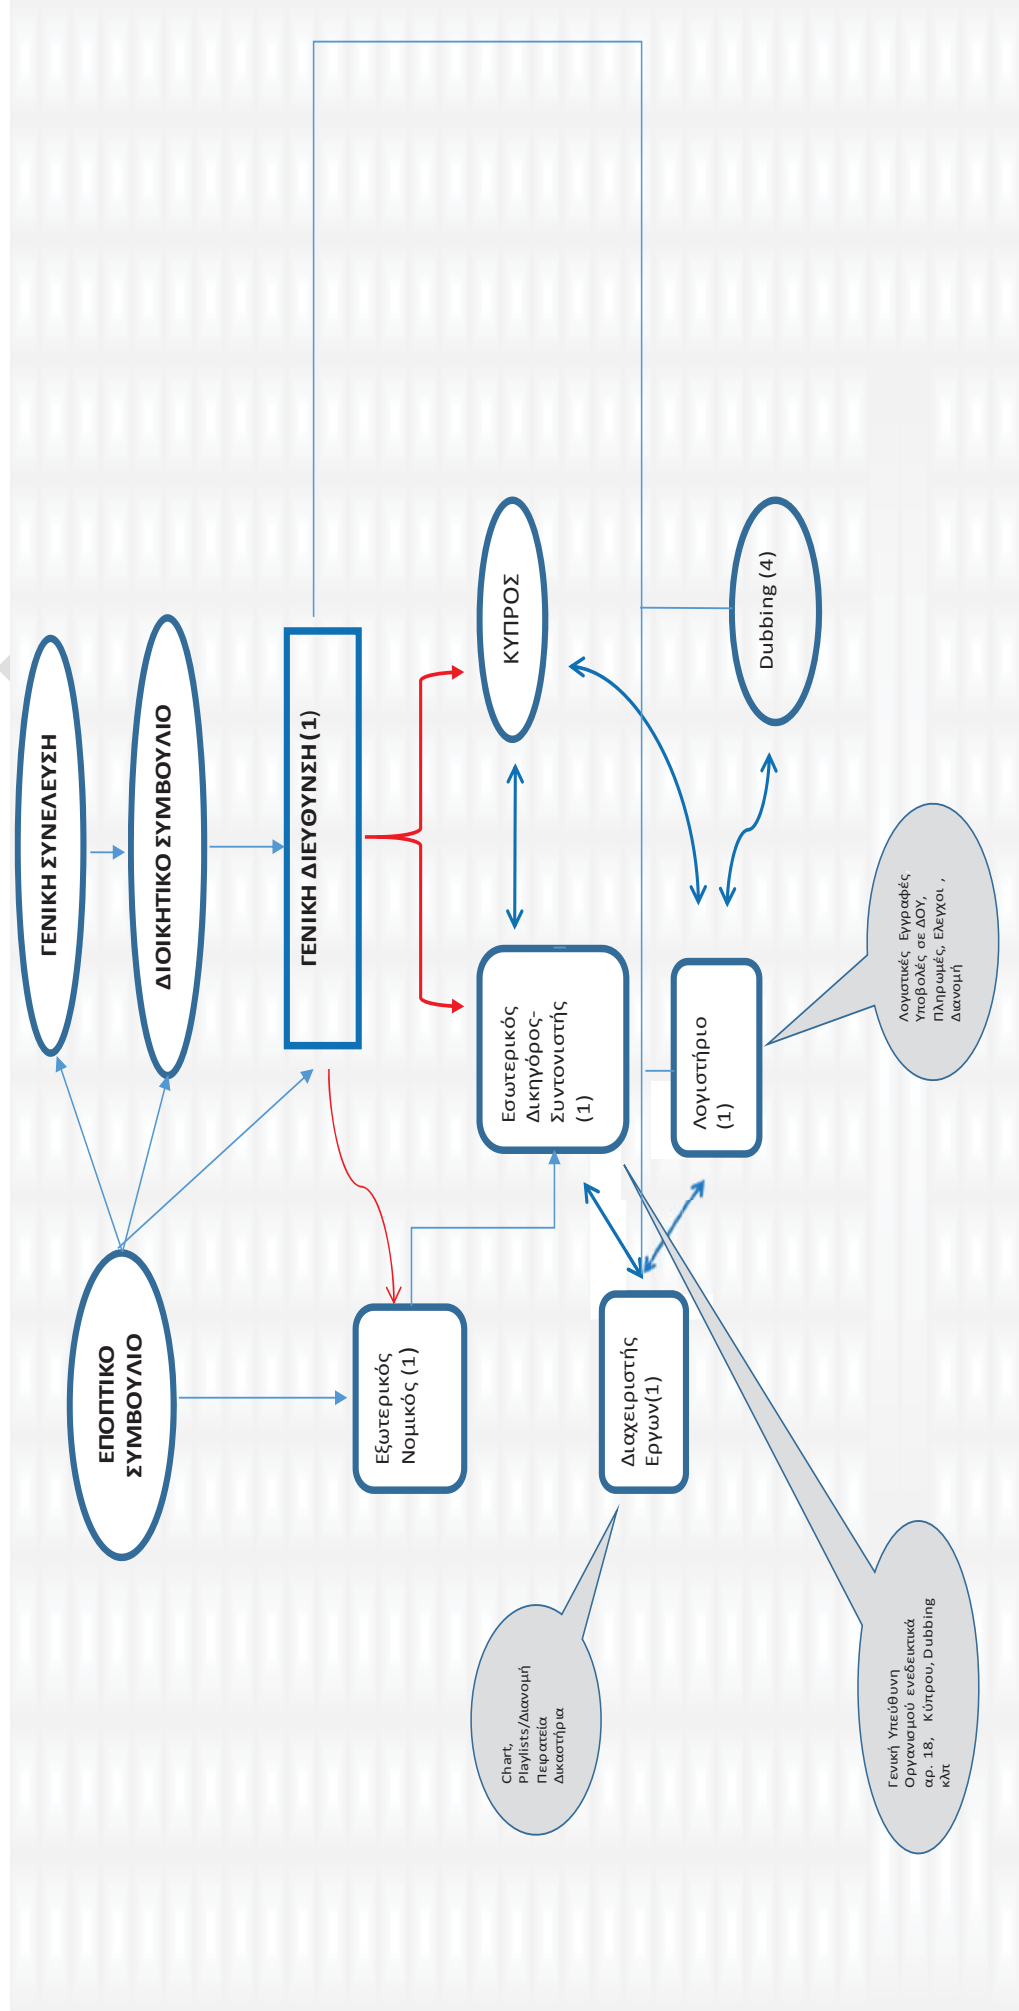 ΓΕΝΙΚΗ ΣΥΝΕΛΕΥΣΗ
ΔΙΟΙΚΗΤΙΚΟ ΣΥΜΒΟΥΛΙΟ
ΕΠΟΠΤΙΚΟ
ΣΥΜΒΟΥΛΙΟ
ΓΕΝΙΚΗ ΔΙΕΥΘΥΝΣΗ (1)
Εξωτερικός
Νομικός (1)
Εσωτερικός
Δικηγόρος-
Συντονιστής
(1)
ΚΥΠΡΟΣ
Διαχειριστής
Εργων(1)
Λογιστήριο
(1)
Dubbing (4)
Chart,
Playlists/Διανομή
Πειρατεία
Δικαστήρια
Γενική Υπεύθυνη
Οργανισμού ενεδεικτικά
αρ. 18, Κύπρου, Dubbing
κλπ
Λογιστικές Εγγραφές
Υποβολές σε ΔΟΥ,
Πληρωμές, Ελεγχοι ,
Διανομή